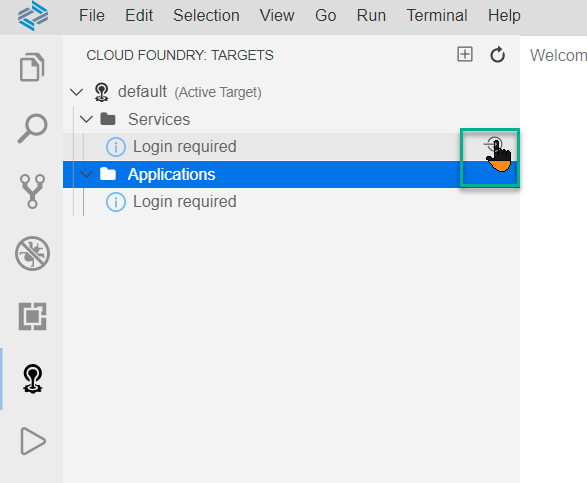 File Edit Selection View Go Run Terminal Help
CLOUD FOUNDRY: TARGETS
Welcom
default (Active Target)
Services
Login required
Applications
Login required